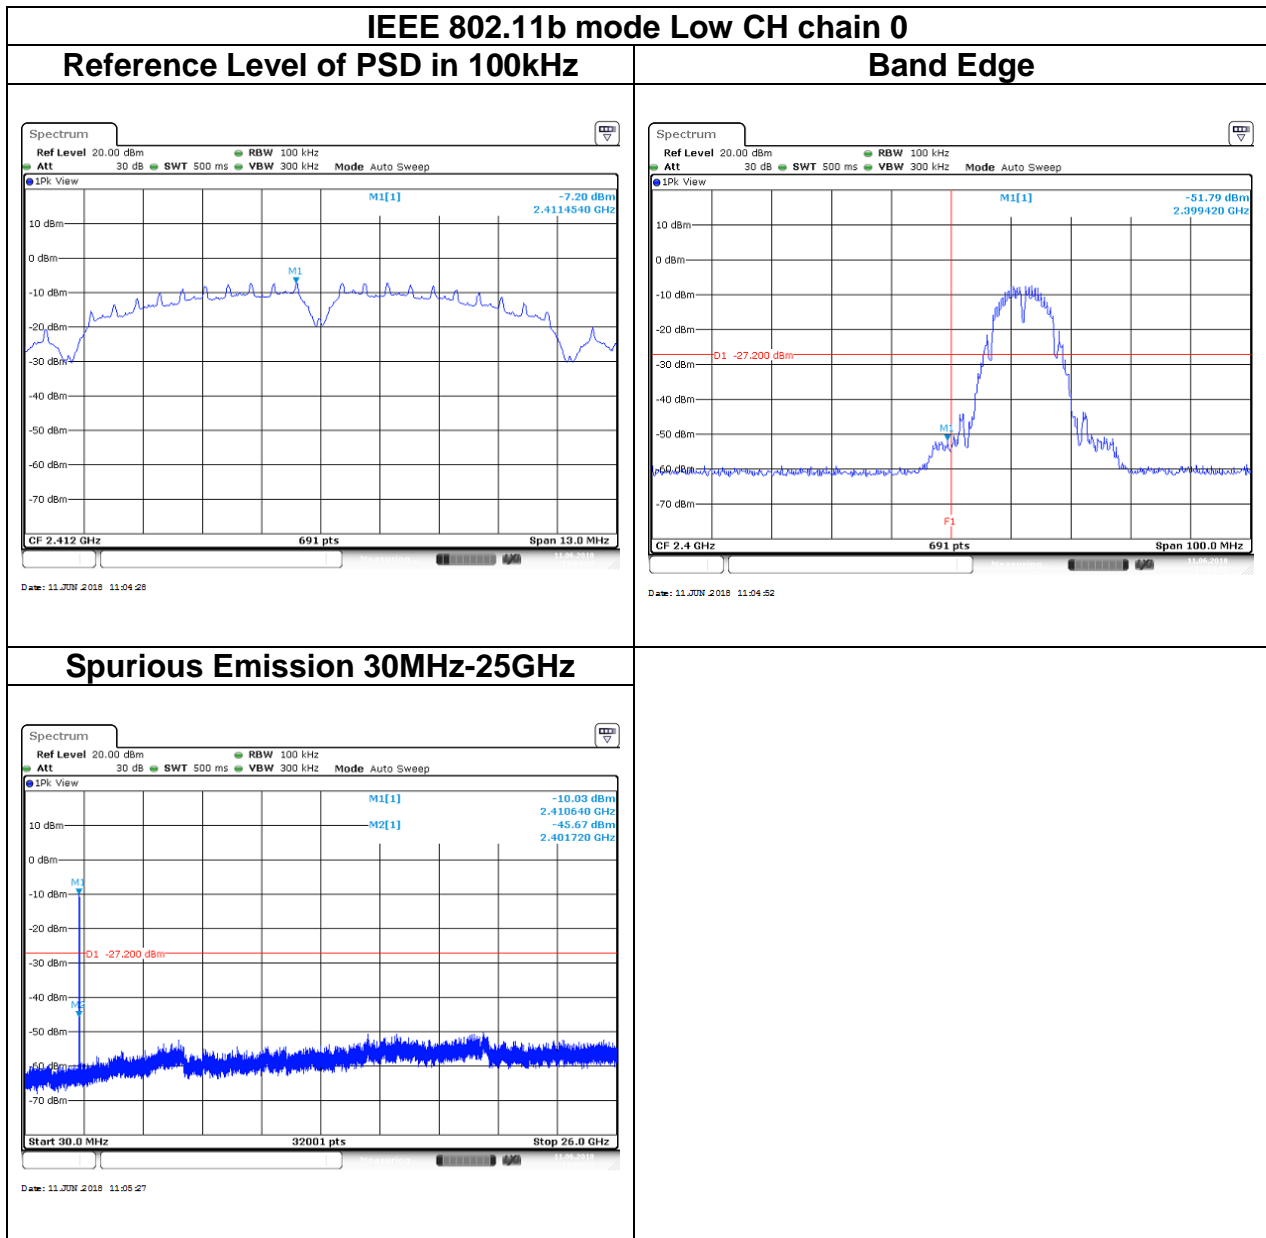 IEEE 802.11b mode Low CH chain 0
Reference Level of PSD in 100kHz
Band Edge
Spectrum
Ref Level 20.00 dBm RBW 100 kHz
Att 30 dB SWT 500 ms VBW 300 kHz Mode Auto Sweep
1Pk View
M1[1] -7.20 dBm
2.4114540 GHz
10 dBm
0 dBm
M1
-10 dBm
-20 dBm
-30 dBm
-40 dBm
-50 dBm
-60 dBm
-70 dBm
CF 2.412 GHz 691 pts Span 13.0 MHz
Date: 11.JUN.2018 11:04:28
Spectrum
Ref Level 20.00 dBm RBW 100 kHz
Att 30 dB SWT 500 ms VBW 300 kHz Mode Auto Sweep
1Pk View
M1[1] -51.79 dBm
2.399420 GHz
10 dBm
0 dBm
-10 dBm
-20 dBm
D1 -27.200 dBm
-30 dBm
-40 dBm
M1
-50 dBm
-60 dBm
-70 dBm
F1
CF 2.4 GHz 691 pts Span 100.0 MHz
11.06.2018
Date: 11.JUN.2018 11:04:52
Spurious Emission 30MHz-25GHz
Spectrum
Ref Level 20.00 dBm RBW 100 kHz
Att 30 dB SWT 500 ms VBW 300 kHz Mode Auto Sweep
1Pk View
M1[1] -10.03 dBm
2.410640 GHz
10 dBm M2[1] -45.67 dBm
2.401720 GHz
0 dBm
M1
-10 dBm
-20 dBm
D1 -27.200 dBm
-30 dBm
-40 dBm
M2
-50 dBm
-60 dBm
-70 dBm
Start 30.0 MHz 32001 pts Stop 26.0 GHz
Date: 11.JUN.2018 11:05:27